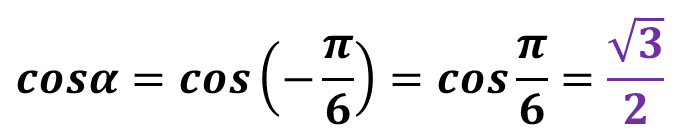 cosα = cos(−π/6) = cos π/6 = √3/2